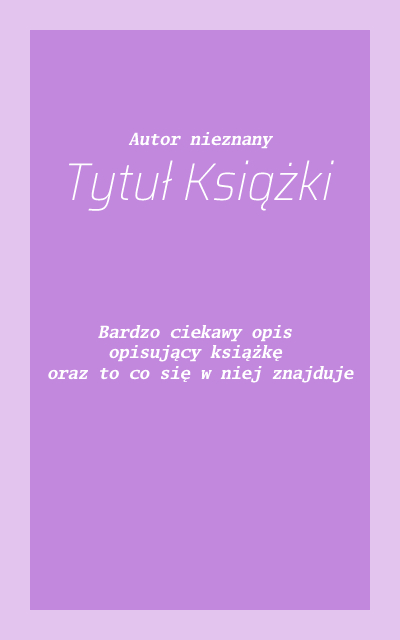 Autor nieznany
Tytuł Książki
Bardzo ciekawy opis
opisujący książkę
oraz to co się w niej znajduje